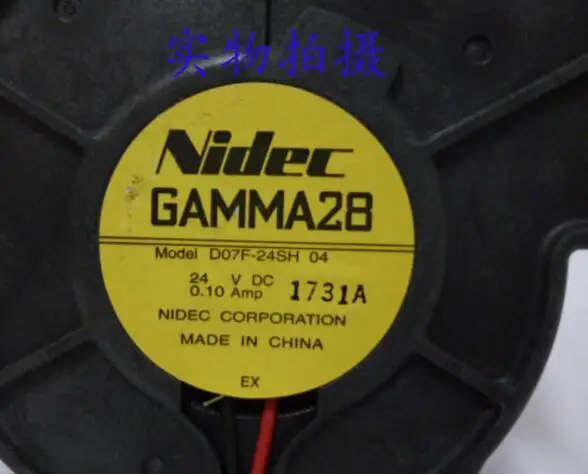 实物拍摄
Nidec
GAMMA28
Model D07F-24SH 04
24 V DC
0.10 Amp 1731A
NIDEC CORPORATION
MADE IN CHINA
EX